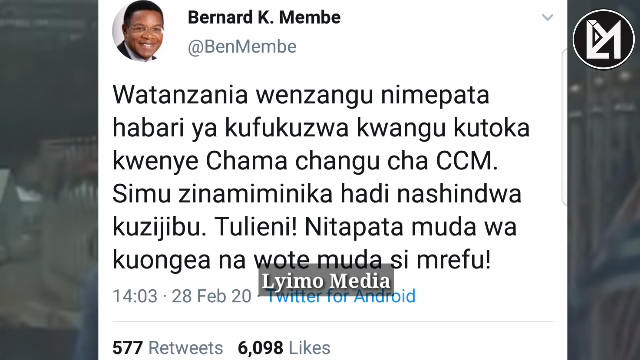 Bernard K. Membe
@BenMembe
LM
Watanzania wenzangu nimepata
habari ya kufukuzwa kwangu kutoka
kwenye Chama changu cha CCM.
Simu zinamiminika hadi nashindwa
kuzijibu. Tulieni! Nitapata muda wa
kuongea na wote muda si mrefu!
Lyimo Media
14:03 · 28 Feb 20 · Twitter for Android
577 Retweets 6,098 Likes